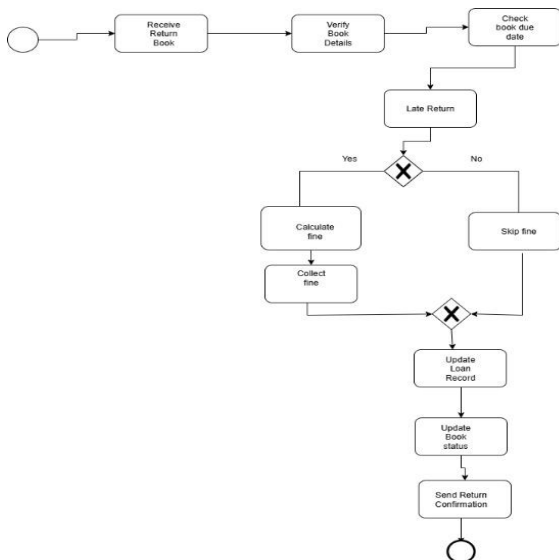 Receive
Return
Book
Verify
Book
Details
Check
book due
date
Late Return
Yes
No
Calculate
fine
Skip fine
Collect
fine
Update
Loan
Record
Update
Book
status
Send Return
Confirmation